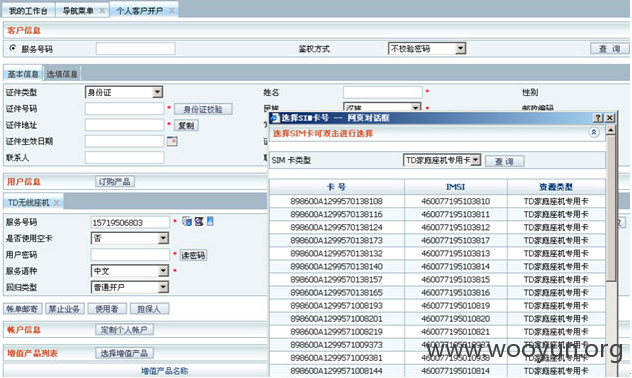 我的工作台 导航菜单 个人客户开户
客户信息
服务号码 鉴权方式 不校验密码 查 询
基本信息 选填信息
证件类型 身份证 姓名 性别
证件号码 身份证校验 民族 汉族 邮政编码
证件地址 复制
证件生效日期
联系人
用户信息 订购产品
TD无线座机
服务号码 15719506803
是否使用空卡 否
用户密码 读密码
服务语种 中文
回归类型 普通开户
帐单邮寄 禁止业务 使用者 担保人
帐户信息 定制个人帐户
增值产品列表 选择增值产品
增值产品名称
选择SIM卡号 -- 网页对话框
选择SIM卡可双击进行选择
SIM 卡类型 TD家庭座机专用卡 查 询
卡 号 IMSI 资源类型
898600A1299570138108 460077195103810 TD家庭座机专用卡
898600A1299570138116 460077195103811 TD家庭座机专用卡
898600A1299570138124 460077195103812 TD家庭座机专用卡
898600A1299570138173 460077195103817 TD家庭座机专用卡
898600A1299570138132 460077195103813 TD家庭座机专用卡
898600A1299570138140 460077195103814 TD家庭座机专用卡
898600A1299570138157 460077195103815 TD家庭座机专用卡
898600A1299570138165 460077195103816 TD家庭座机专用卡
898600A1299571008193 460077195010819 TD家庭座机专用卡
898600A1299571008201 460077195010820 TD家庭座机专用卡
898600A1299571008219 460077195010821 TD家庭座机专用卡
898600A1299571009373 TD家庭座机专用卡
898600A1299571009381 TD家庭座机专用卡
898600A1299571008144 460077195010814 TD家庭座机专用卡
www.wooyun.org